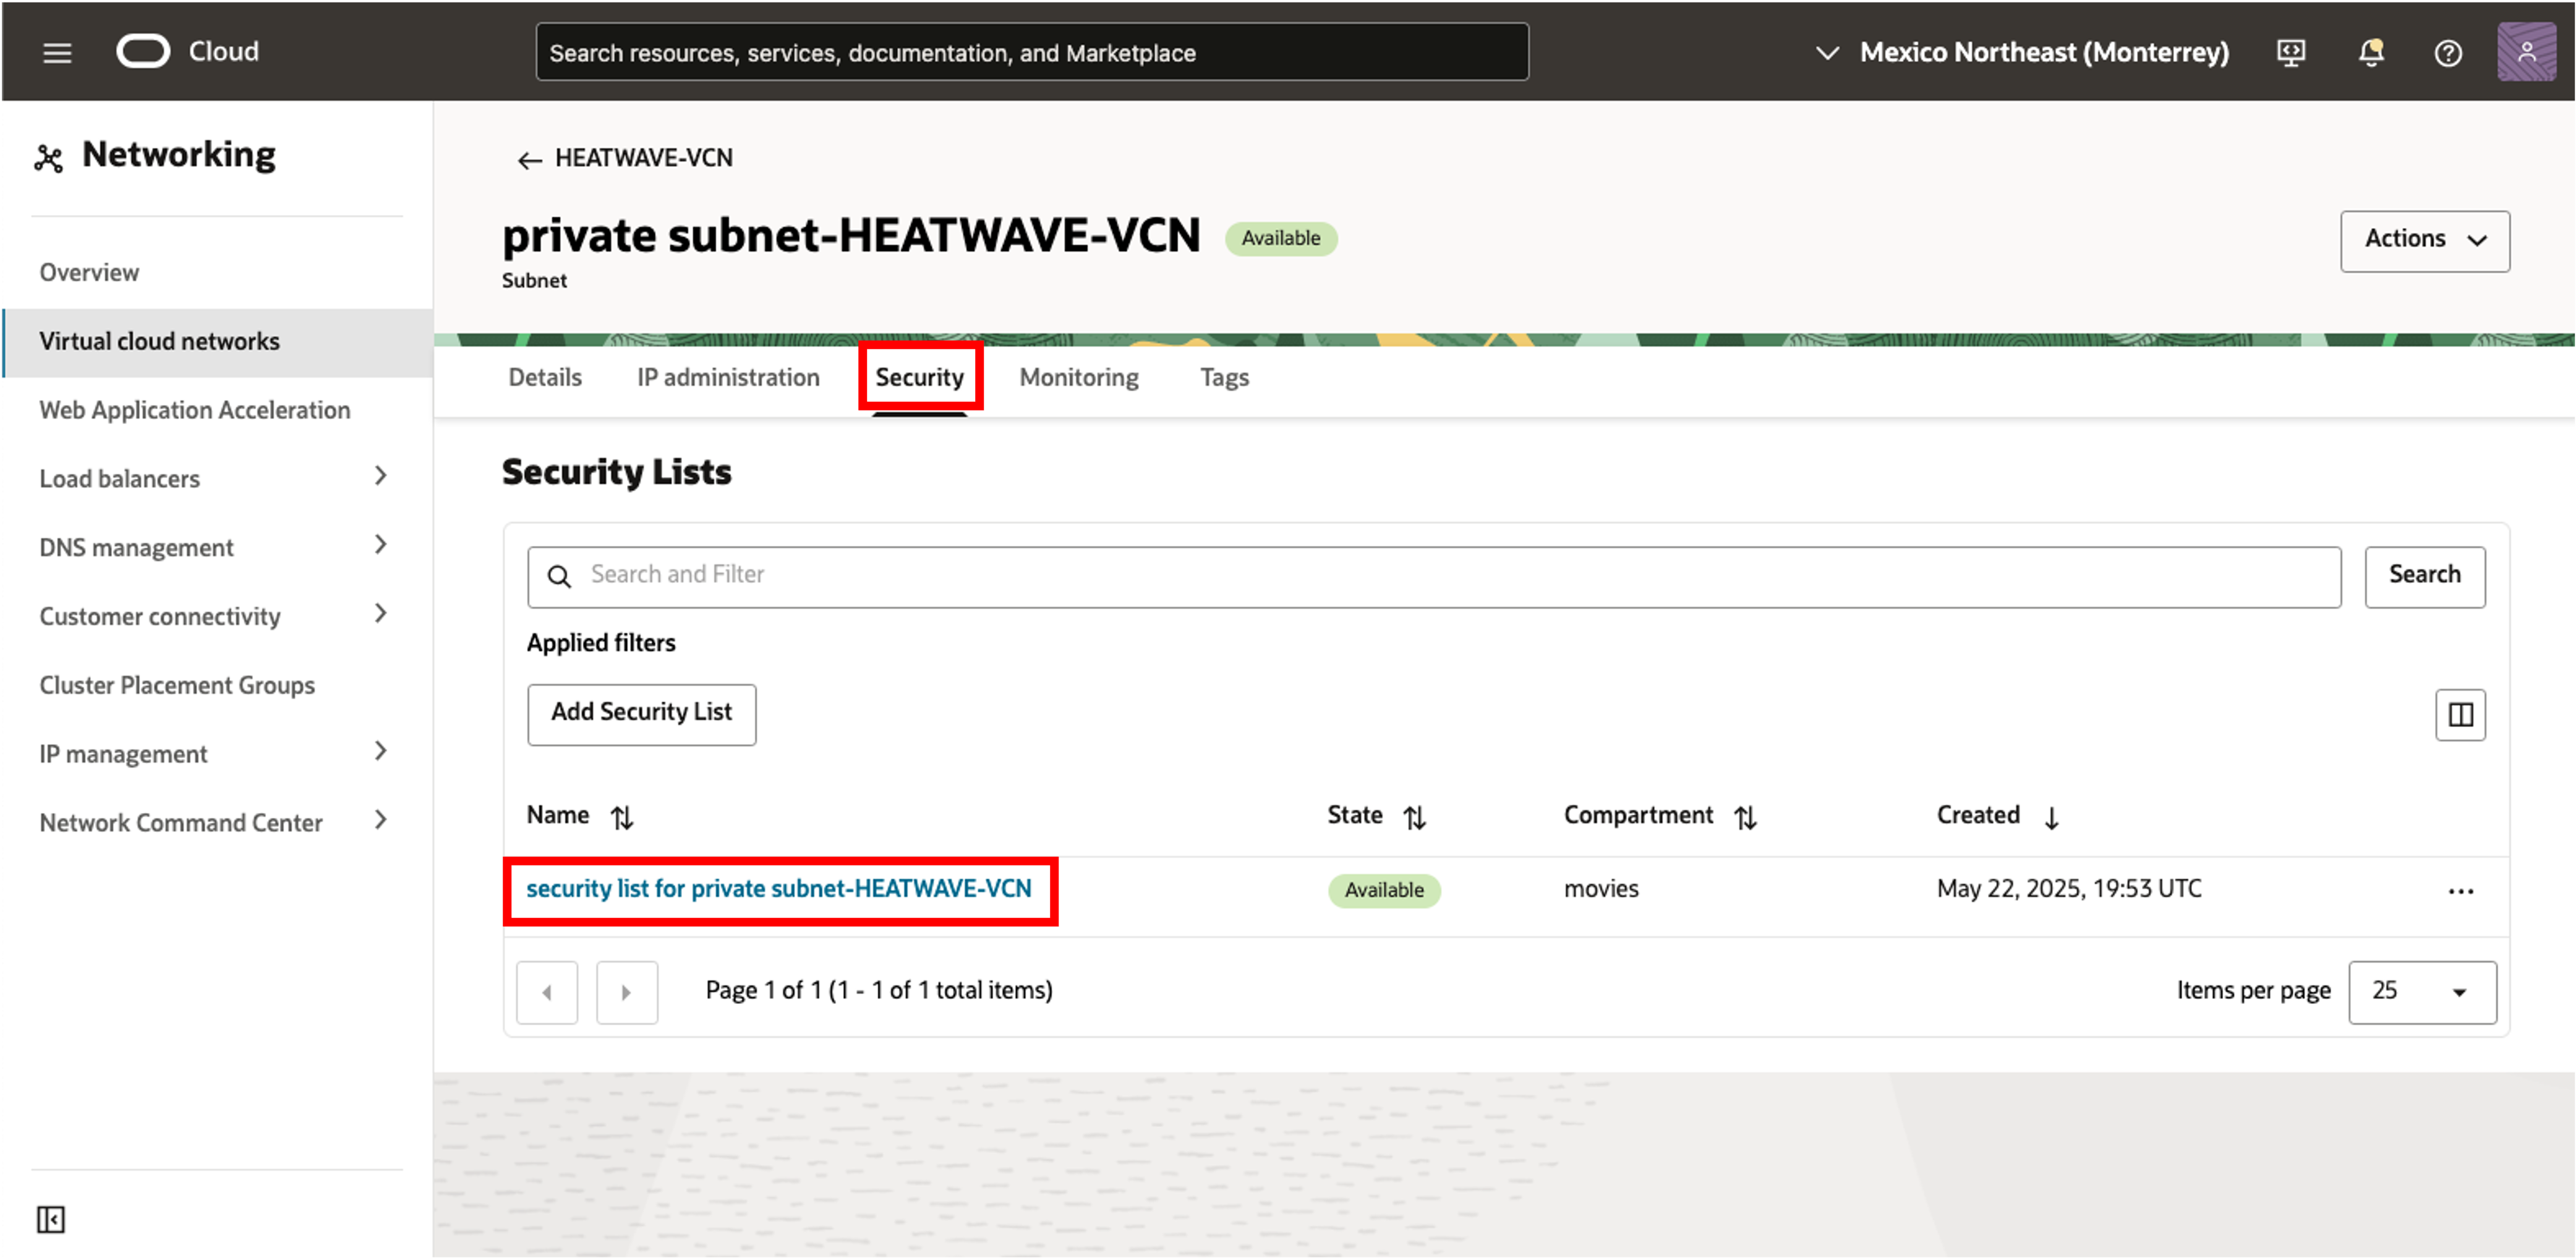 Cloud
Search resources, services, documentation, and Marketplace
Mexico Northeast (Monterrey)
Networking
Overview
Virtual cloud networks
Web Application Acceleration
Load balancers
DNS management
Customer connectivity
Cluster Placement Groups
IP management
Network Command Center
HEATWAVE-VCN
private subnet-HEATWAVE-VCN Available
Subnet
Actions
Details IP administration Security Monitoring Tags
Security Lists
Search and Filter
Search
Applied filters
Add Security List
Name State Compartment Created
security list for private subnet-HEATWAVE-VCN Available movies May 22, 2025, 19:53 UTC
Page 1 of 1 (1 - 1 of 1 total items)
Items per page 25